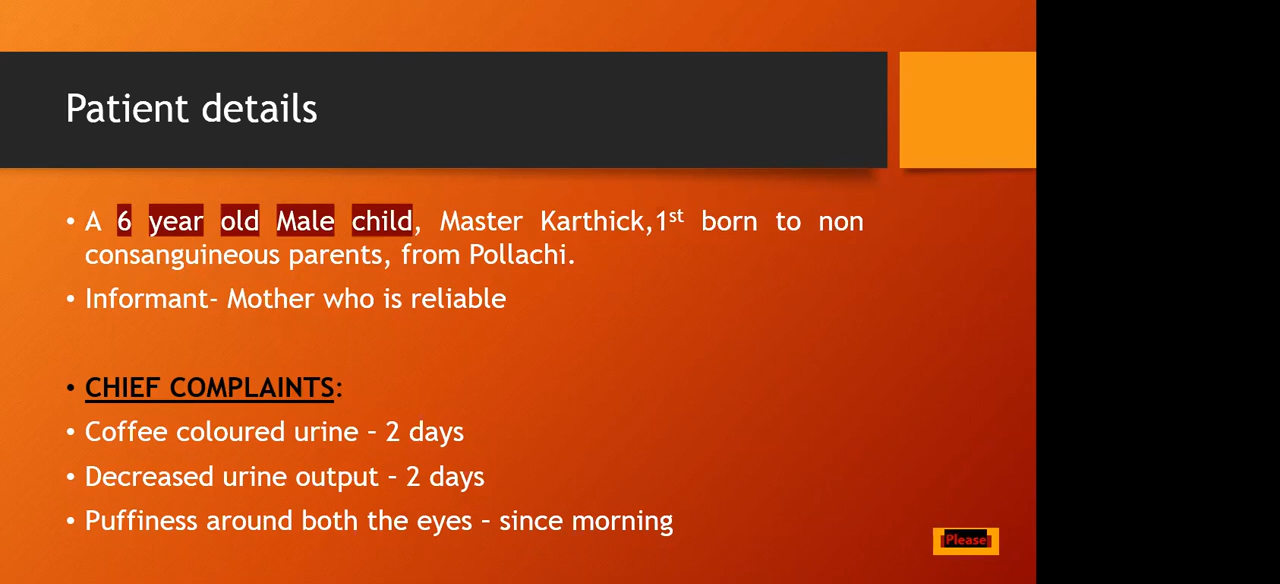 Patient details
• A 6 year old Male child, Master Karthick,1st born to non
consanguineous parents, from Pollachi.
• Informant- Mother who is reliable
• CHIEF COMPLAINTS:
• Coffee coloured urine – 2 days
• Decreased urine output – 2 days
• Puffiness around both the eyes – since morning
Please